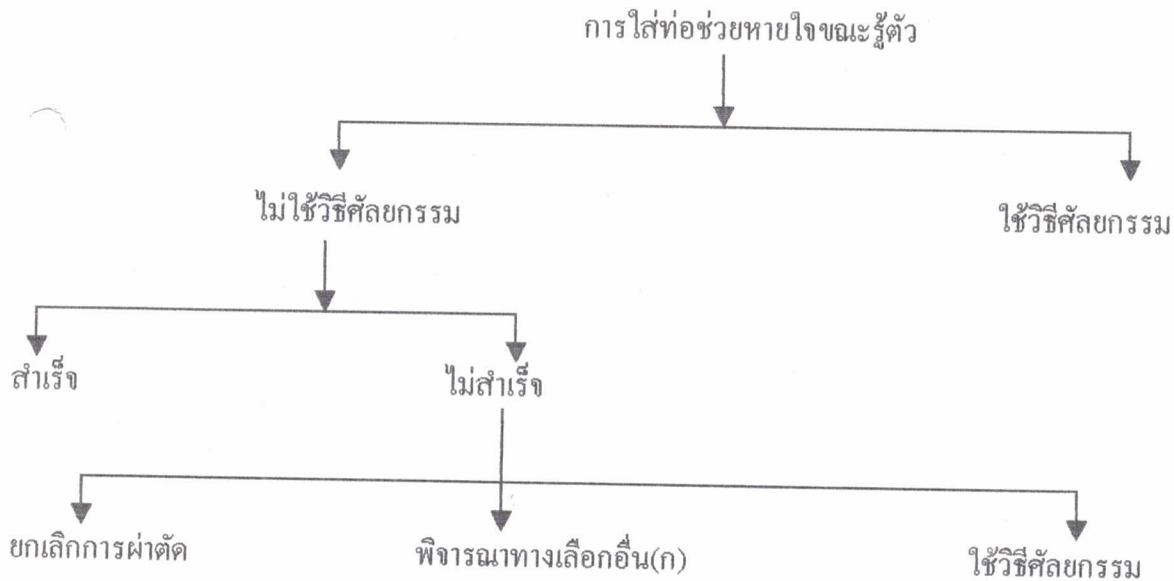 การใส่ท่อช่วยหายใจขณะรู้ตัว
ไม่ใช้วิธีศัลยกรรม
ใช้วิธีศัลยกรรม
สำเร็จ
ไม่สำเร็จ
ยกเลิกการผ่าตัด
พิจารณาทางเลือกอื่น(ก)
ใช้วิธีศัลยกรรม